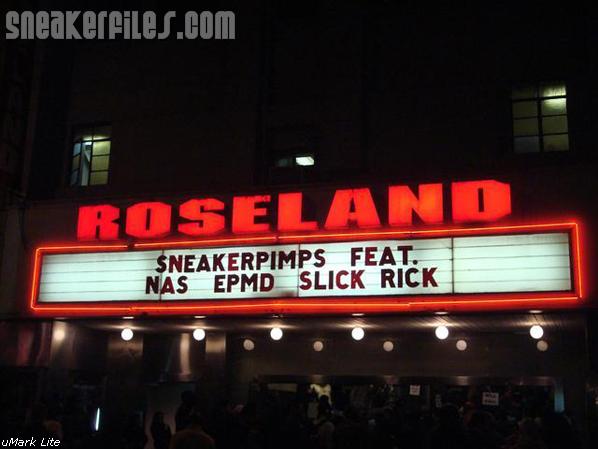 sneakerfiles.com
ROSELAND
SNEAKERPIMPS FEAT.
NAS EPMD SLICK RICK
uMark Lite